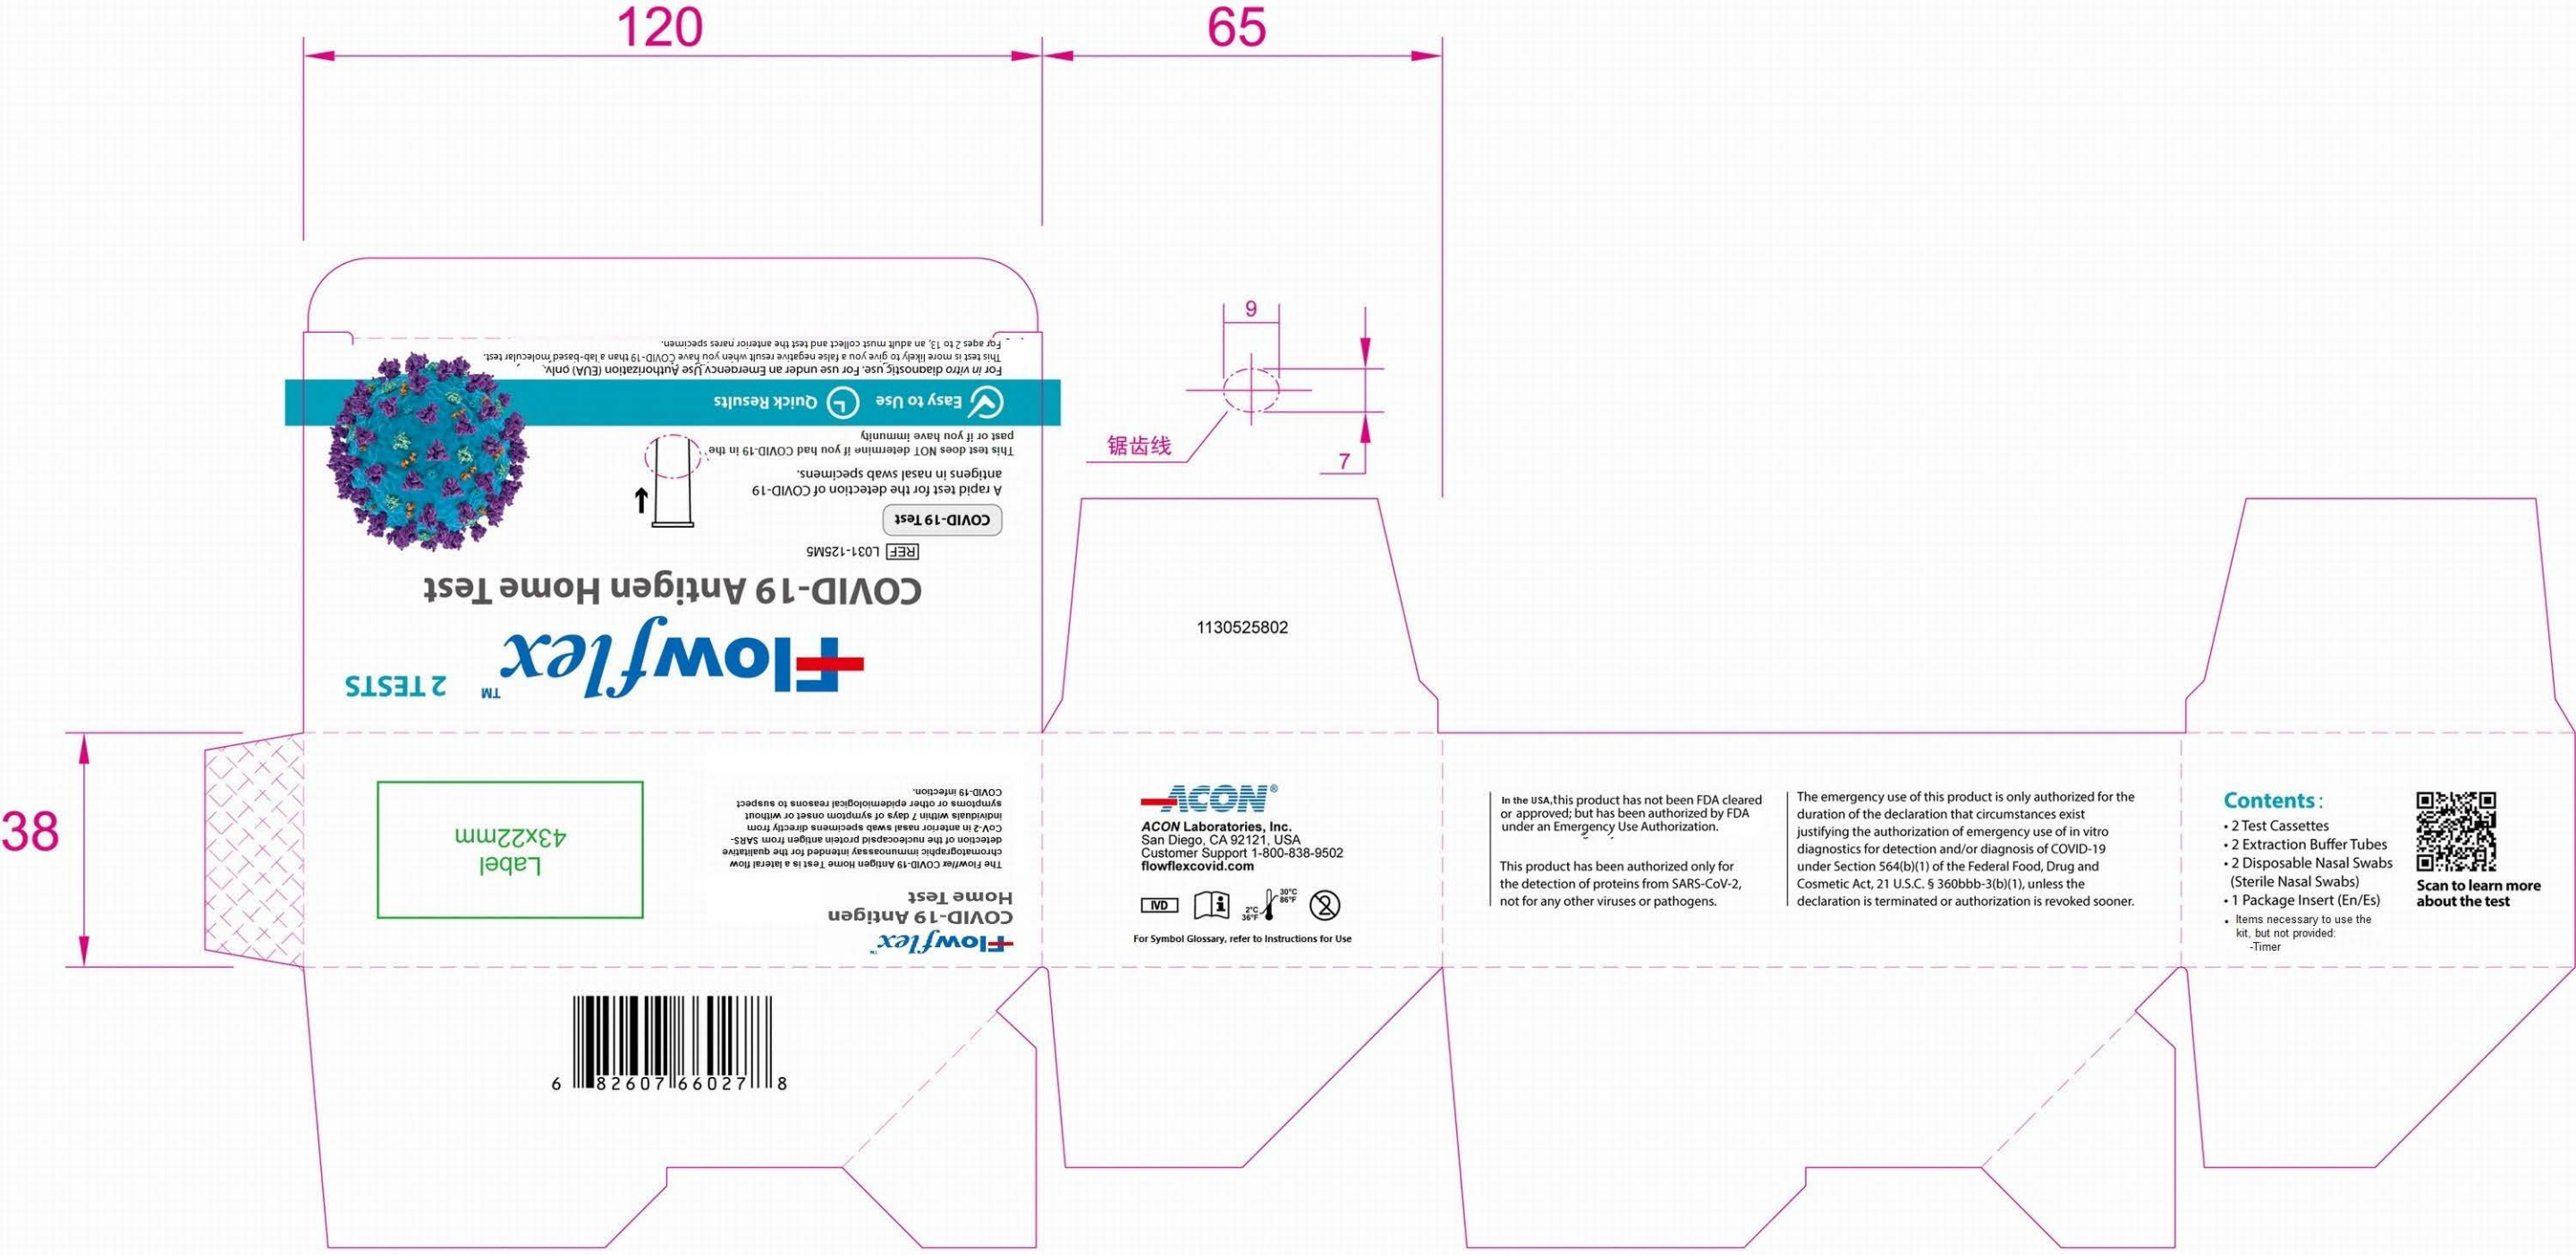 120
65
9
7
锯齿线
38
Flowflex™
2 TESTS
COVID-19 Antigen Home Test
REF L031-125M5
COVID-19 Test
A rapid test for the detection of COVID-19
antigens in nasal swab specimens.
This test does NOT determine if you had COVID-19 in the
past or if you have immunity
Easy to Use
Quick Results
For in vitro diagnostic use. For use under an Emergency Use Authorization (EUA) only.
This test is more likely to give you a false negative result when you have COVID-19 than a lab-based molecular test.
For ages 2 to 13, an adult must collect and test the anterior nares specimen.
1130525802
Flowflex™
COVID-19 Antigen
Home Test
The Flowflex COVID-19 Antigen Home Test is a lateral flow
chromatographic immunoassay intended for the qualitative
detection of the nucleocapsid protein antigen from SARS-
CoV-2 in anterior nasal swab specimens directly from
individuals within 7 days of symptom onset or without
symptoms or other epidemiological reasons to suspect
COVID-19 infection.
Label
43x22mm
ACON®
ACON Laboratories, Inc.
San Diego, CA 92121, USA
Customer Support 1-800-838-9502
flowflexcovid.com
IVD
i
2°C
36°F
30°C
86°F
2
For Symbol Glossary, refer to Instructions for Use
In the USA,this product has not been FDA cleared
or approved; but has been authorized by FDA
under an Emergency Use Authorization.
This product has been authorized only for
the detection of proteins from SARS-CoV-2,
not for any other viruses or pathogens.
The emergency use of this product is only authorized for the
duration of the declaration that circumstances exist
justifying the authorization of emergency use of in vitro
diagnostics for detection and/or diagnosis of COVID-19
under Section 564(b)(1) of the Federal Food, Drug and
Cosmetic Act, 21 U.S.C. § 360bbb-3(b)(1), unless the
declaration is terminated or authorization is revoked sooner.
Contents :
• 2 Test Cassettes
• 2 Extraction Buffer Tubes
• 2 Disposable Nasal Swabs
(Sterile Nasal Swabs)
• 1 Package Insert (En/Es)
• Items necessary to use the
kit, but not provided:
-Timer
Scan to learn more
about the test
6 82607 66027 8